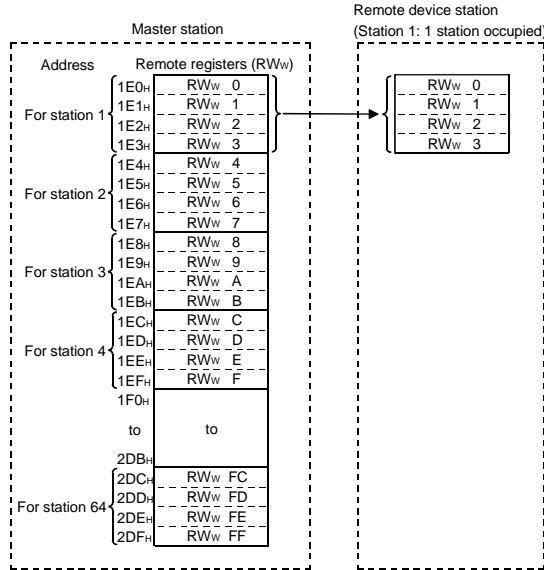 Remote device station
Master station (Station 1: 1 station occupied)
Address Remote registers (RWw)
1E0H RWw 0 RWw 0
For station 1 1E1H RWw 1 RWw 1
1E2H RWw 2 RWw 2
1E3H RWw 3 RWw 3
1E4H RWw 4
For station 2 1E5H RWw 5
1E6H RWw 6
1E7H RWw 7
1E8H RWw 8
For station 3 1E9H RWw 9
1EAH RWw A
1EBH RWw B
1ECH RWw C
For station 4 1EDH RWw D
1EEH RWw E
1EFH RWw F
1F0H
to to
2DBH
2DCH RWw FC
For station 64 2DDH RWw FD
2DEH RWw FE
2DFH RWw FF